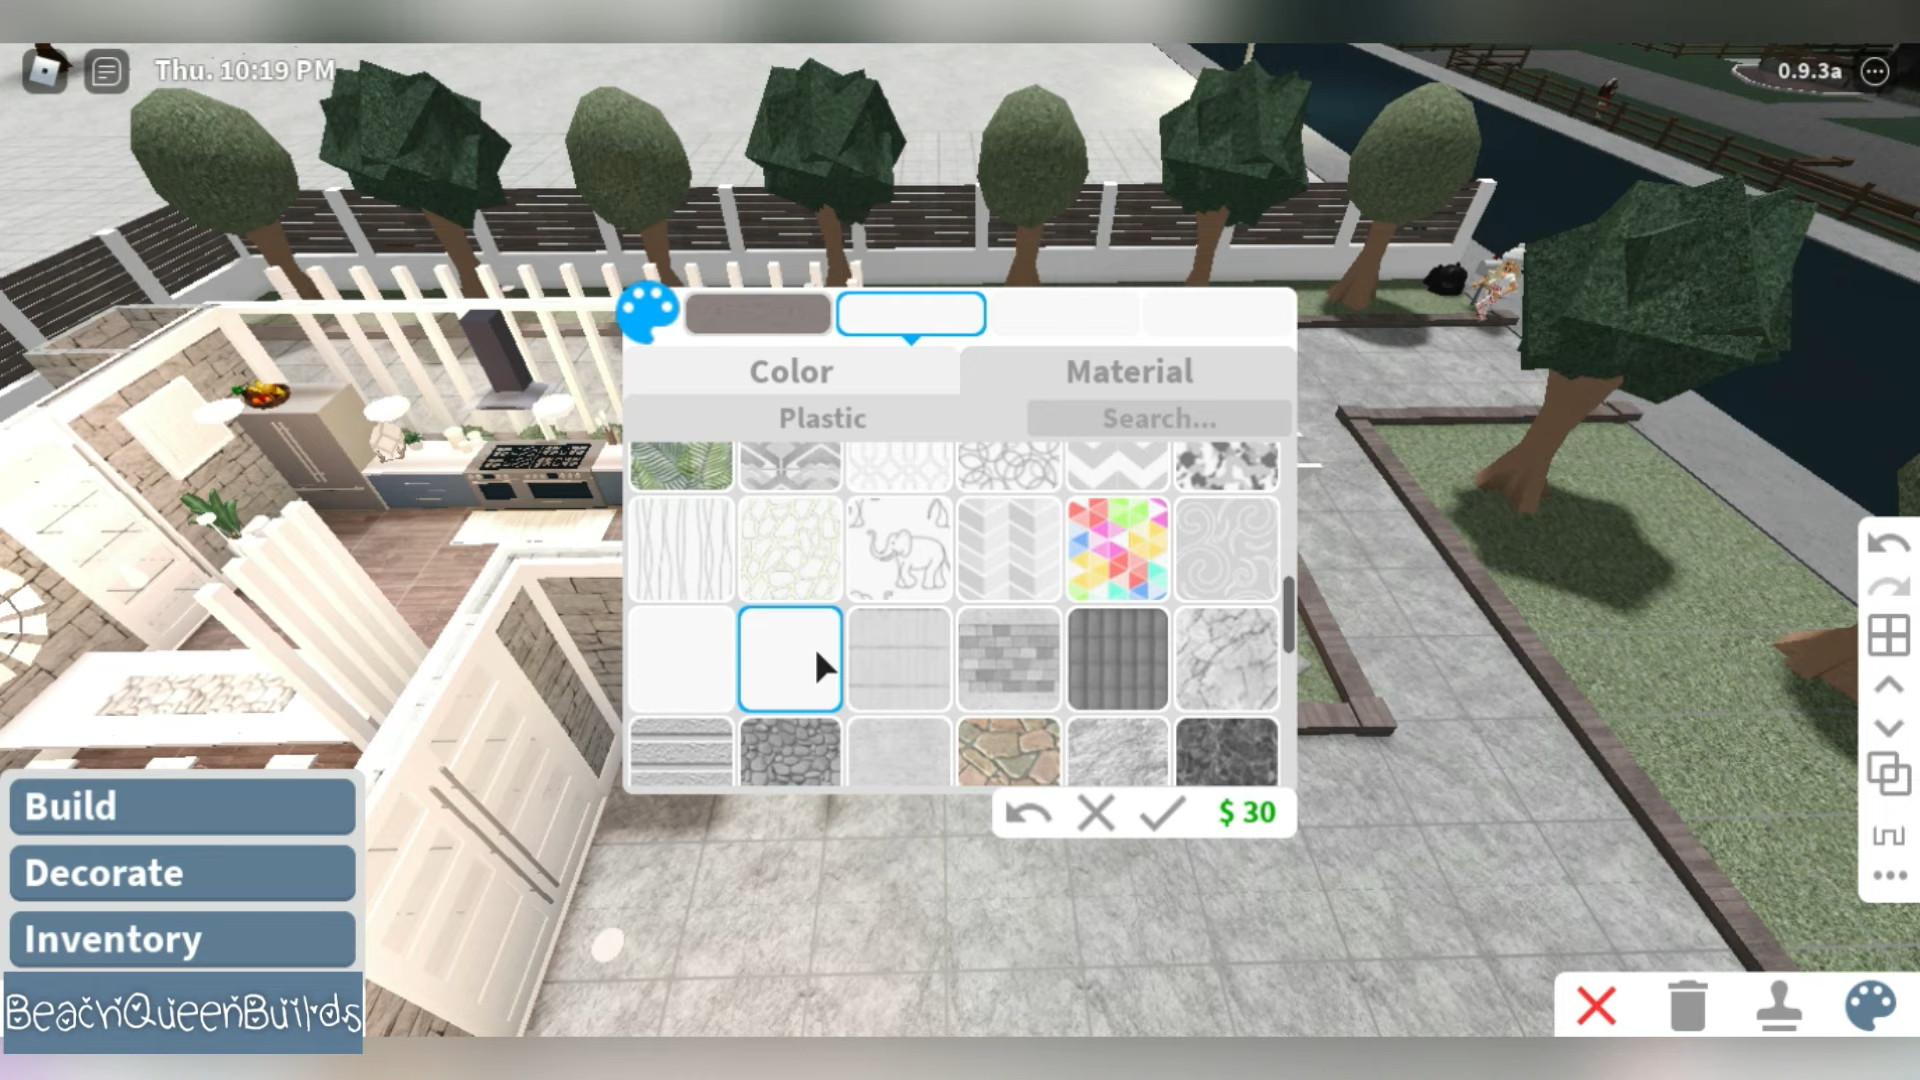 Thu. 10:19 PM
0.9.3a
Color
Material
Plastic
Search...
$ 30
Build
Decorate
Inventory
BeachQueenBuilds